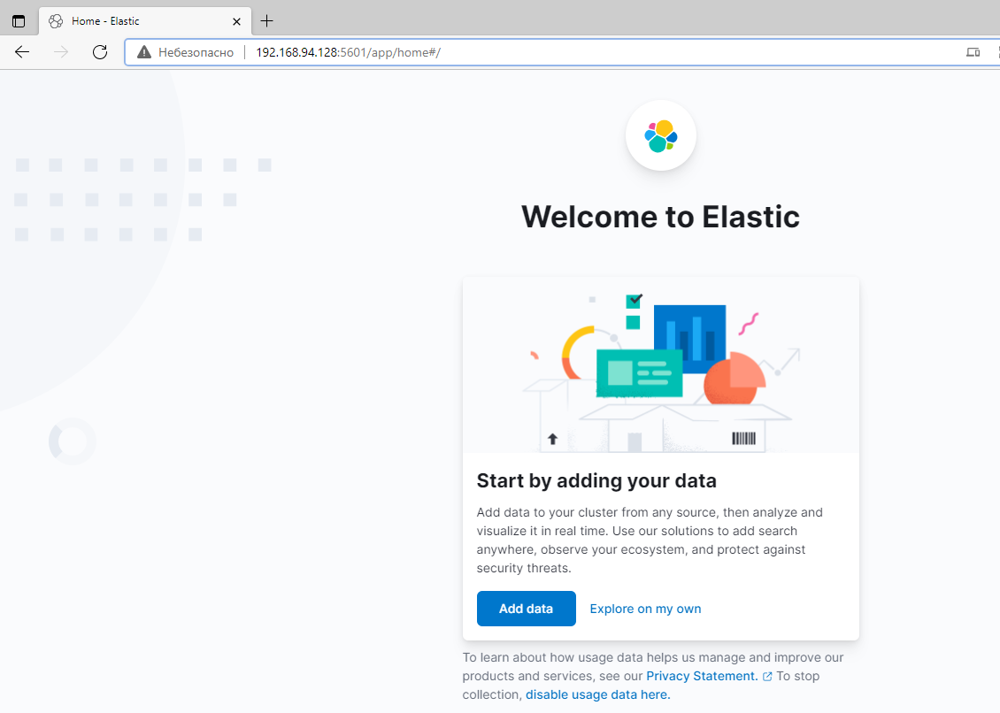 Home - Elastic
Небезопасно
192.168.94.128:5601/app/home#/
Welcome to Elastic
Start by adding your data
Add data to your cluster from any source, then analyze and
visualize it in real time. Use our solutions to add search
anywhere, observe your ecosystem, and protect against
security threats.
Add data
Explore on my own
To learn about how usage data helps us manage and improve our
products and services, see our Privacy Statement. To stop
collection, disable usage data here.